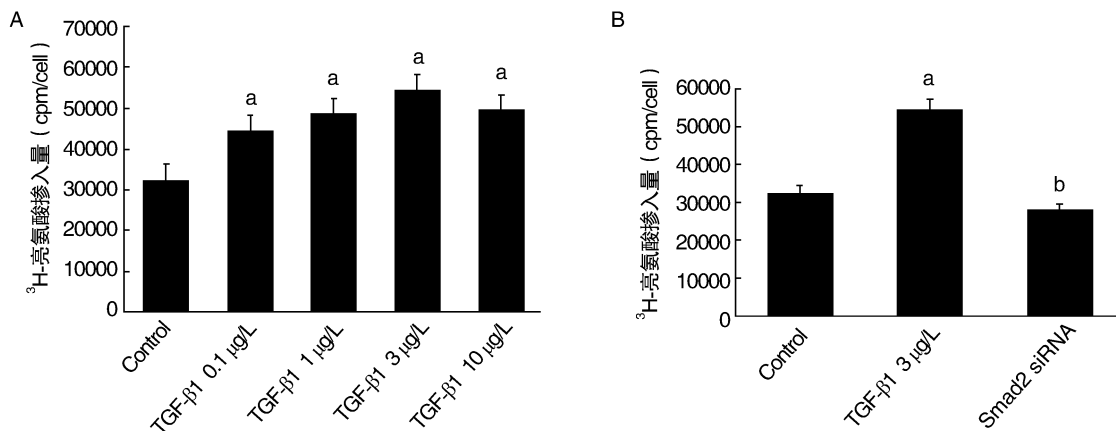 A
³H-亮氨酸掺入量（cpm/cell）
70000
60000
50000
40000
30000
20000
10000
0
a
a
a
a
Control
TGF-β1 0.1 μg/L
TGF-β1 1 μg/L
TGF-β1 3 μg/L
TGF-β1 10 μg/L
B
³H-亮氨酸掺入量（cpm/cell）
60000
50000
40000
30000
20000
10000
0
a
b
Control
TGF-β1 3 μg/L
Smad2 siRNA